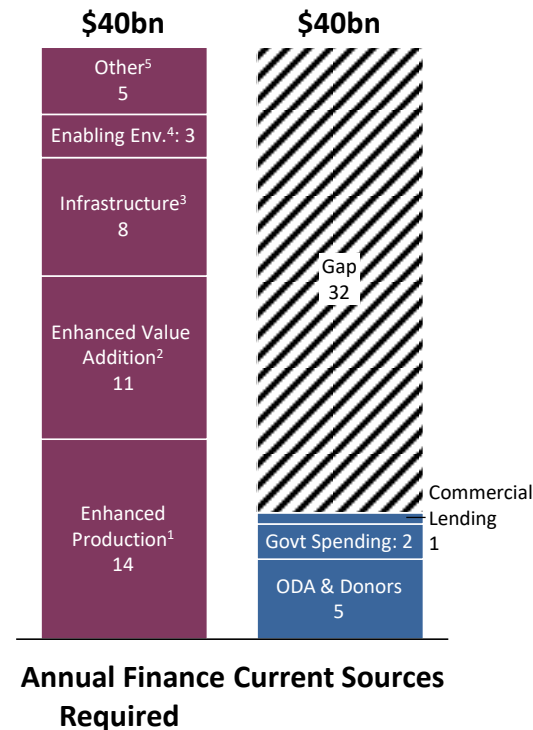 $40bn
$40bn
Other⁵
5
Enabling Env.⁴: 3
Infrastructure³
8
Enhanced Value
Addition²
11
Enhanced
Production¹
14
Gap
32
Commercial
Lending
1
Govt Spending: 2
ODA & Donors
5
Annual Finance
Required
Current Sources